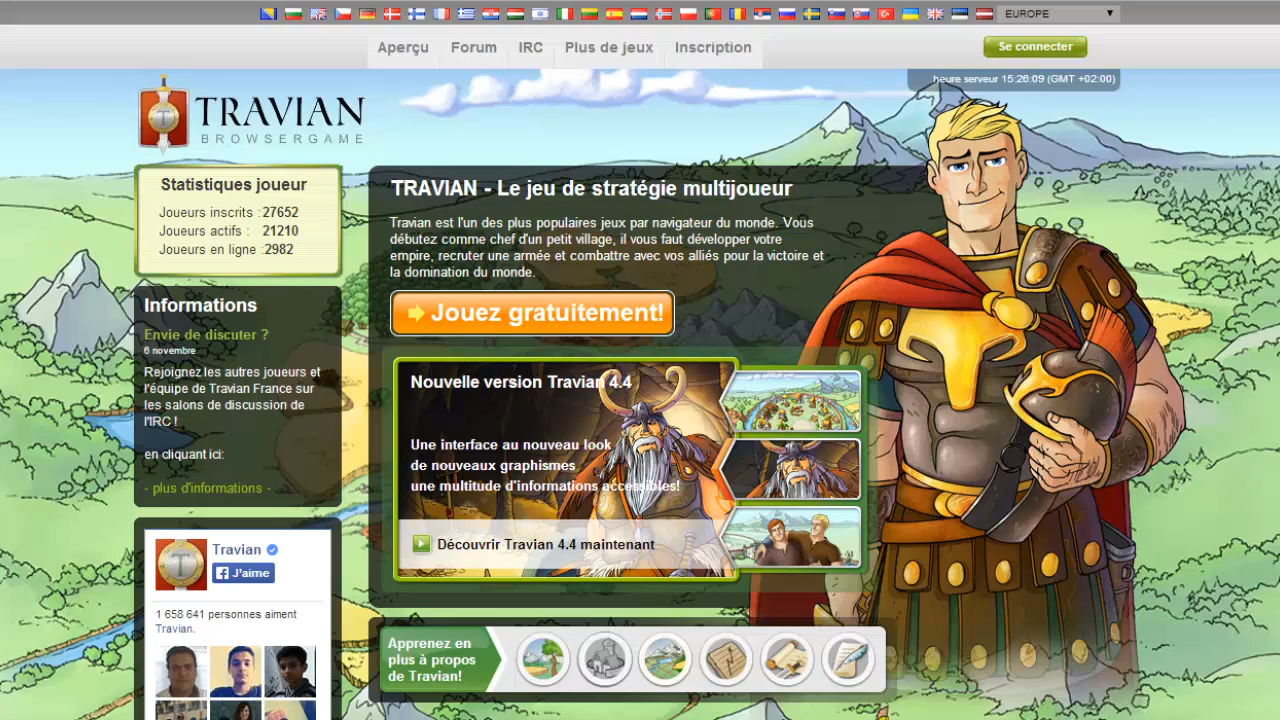 EUROPE
Aperçu
Forum
IRC
Plus de jeux
Inscription
Se connecter
heure serveur 15:26:09 (GMT +02:00)
TRAVIAN
BROWSERGAME
Statistiques joueur
Joueurs inscrits : 27652
Joueurs actifs : 21210
Joueurs en ligne : 2982
Informations
Envie de discuter ?
6 novembre
Rejoignez les autres joueurs et
l'équipe de Travian France sur
les salons de discussion de
l'IRC !
en cliquant ici:
- plus d'informations -
Travian
J'aime
1 658 641 personnes aiment
Travian.
TRAVIAN - Le jeu de stratégie multijoueur
Travian est l'un des plus populaires jeux par navigateur du monde. Vous
débutez comme chef d'un petit village, il vous faut développer votre
empire, recruter une armée et combattre avec vos alliés pour la victoire et
la domination du monde.
Jouez gratuitement!
Nouvelle version Travian 4.4
Une interface au nouveau look
de nouveaux graphismes
une multitude d'informations accessibles!
Découvrir Travian 4.4 maintenant
Apprenez en
plus à propos
de Travian!